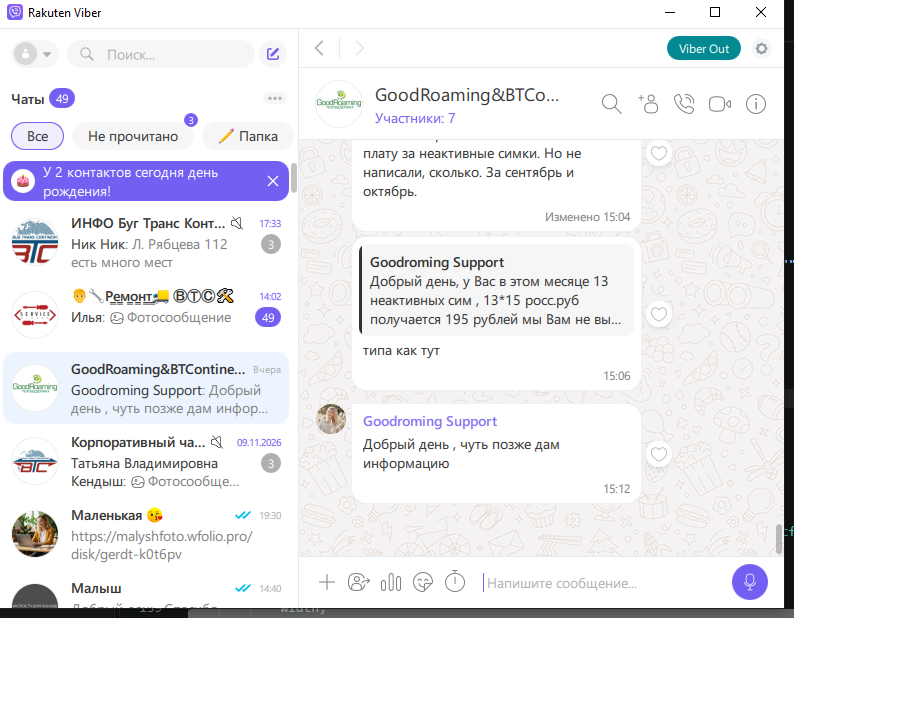 Rakuten Viber
Поиск...
Viber Out
Чаты 49
Все
Не прочитано
3
Папка
У 2 контактов сегодня день
рождения!
ИНФО Буг Транс Конт...
17:33
Ник Ник: Л. Рябцева 112
есть много мест
3
Ремонт
ⒷⓉⒸ
14:02
Илья: Фотосообщение
49
GoodRoaming&BTContine...
Вчера
Goodroming Support: Добрый
день , чуть позже дам инфор...
Корпоративный ча...
09.11.2026
Татьяна Владимировна
Кендыш: Фотосообще...
3
Маленькая
19:30
https://malyshfoto.wfolio.pro/
disk/gerdt-k0t6pv
Малыш
14:40
GoodRoaming&BTCo...
Участники: 7
плату за неактивные симки. Но не
написали, сколько. За сентябрь и
октябрь.
Изменено 15:04
Goodroming Support
Добрый день, у Вас в этом месяце 13
неактивных сим , 13*15 росс.руб
получается 195 рублей мы Вам не вы...
типа как тут
15:06
Goodroming Support
Добрый день , чуть позже дам
информацию
15:12
Напишите сообщение...